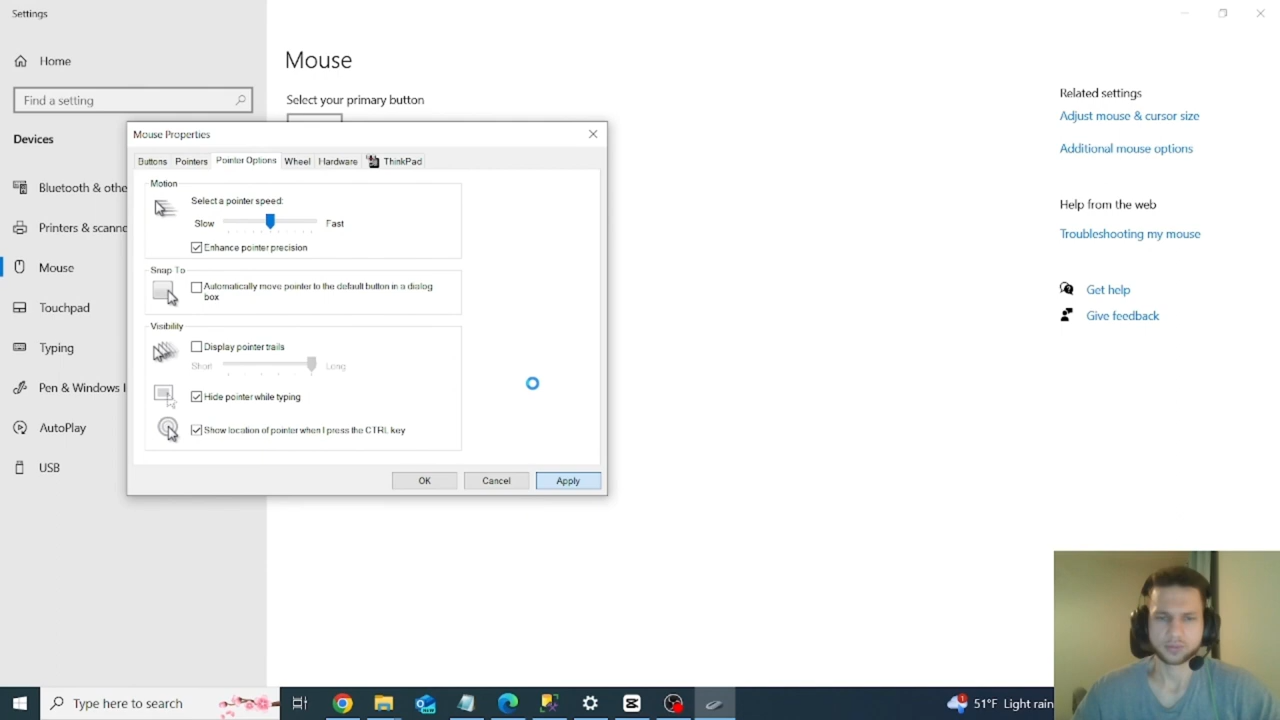 Settings
Home
Find a setting
Devices
Bluetooth & othe
Printers & scanne
Mouse
Touchpad
Typing
Pen & Windows I
AutoPlay
USB
Mouse
Select your primary button
Mouse Properties
Buttons Pointers Pointer Options Wheel Hardware ThinkPad
Motion
Select a pointer speed:
Slow Fast
Enhance pointer precision
Snap To
Automatically move pointer to the default button in a dialog
box
Visibility
Display pointer trails
Short Long
Hide pointer while typing
Show location of pointer when I press the CTRL key
OK Cancel Apply
Related settings
Adjust mouse & cursor size
Additional mouse options
Help from the web
Troubleshooting my mouse
Get help
Give feedback
Type here to search
51°F Light rain